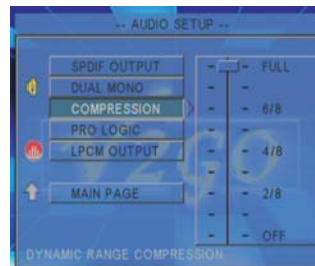 -- AUDIO SETUP --
SPDIF OUTPUT
DUAL MONO
COMPRESSION
PRO LOGIC
LPCM OUTPUT
MAIN PAGE
FULL
6/8
4/8
2/8
OFF
DYNAMIC RANGE COMPRESSION